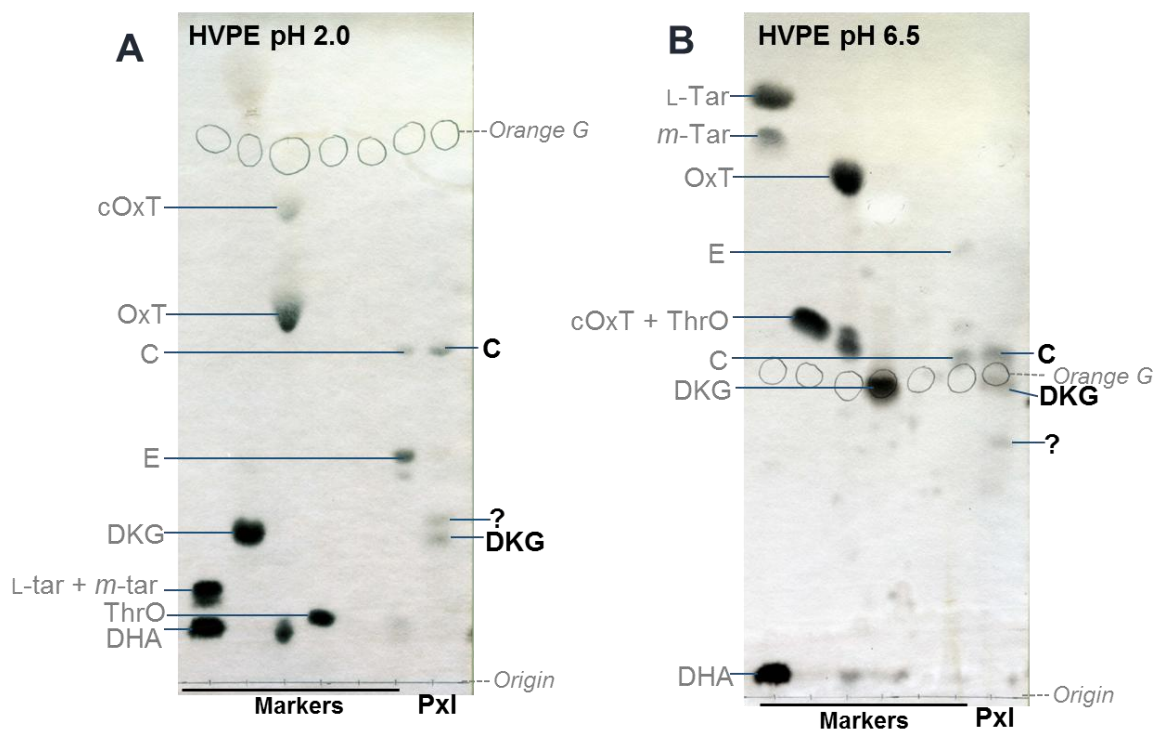 A
HVPE pH 2.0
Orange G
cOxT
OxT
C
C
E
?
DKG
DKG
L-tar + m-tar
ThrO
DHA
Origin
Markers
PxI
B
HVPE pH 6.5
L-Tar
m-Tar
OxT
E
cOxT + ThrO
C
C
Orange G
DKG
DKG
?
DHA
Origin
Markers
PxI